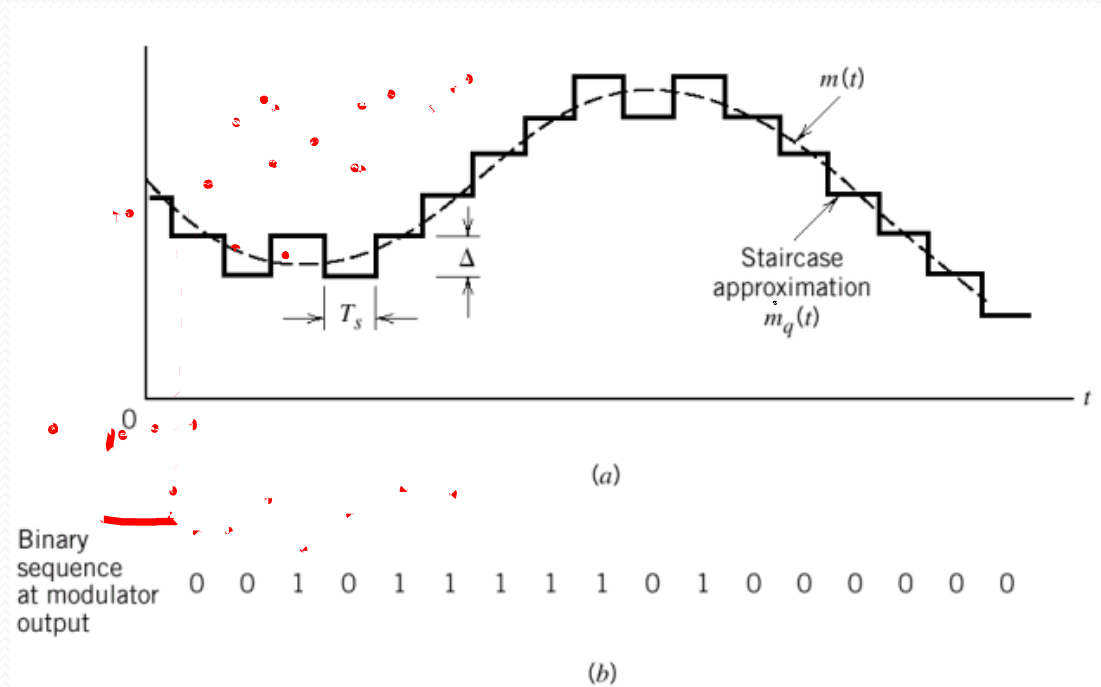 m(t)
Δ
Staircase
approximation
m_q(t)
T_s
t
0
(a)
Binary
sequence
at modulator
output
0 0 1 0 1 1 1 1 1 0 1 0 0 0 0 0 0
(b)